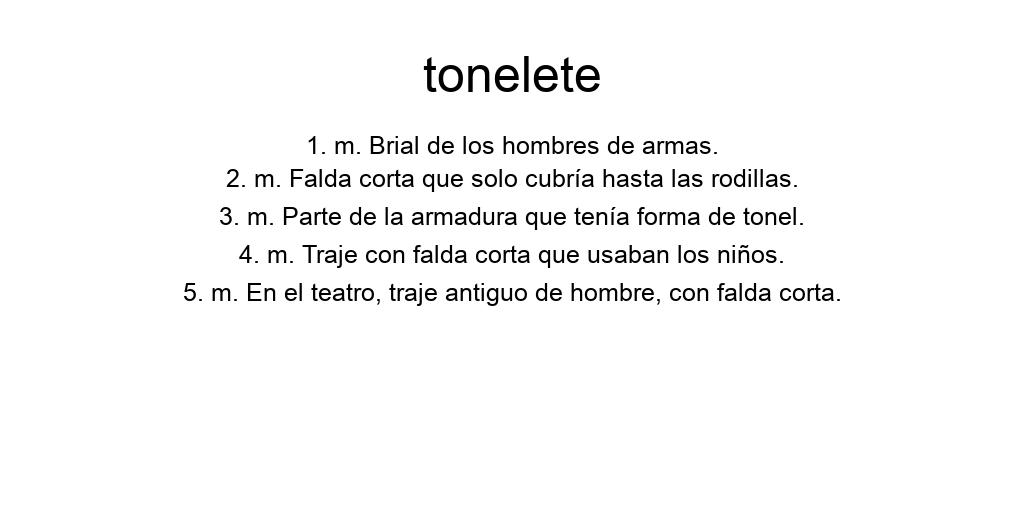 tonelete
1. m. Brial de los hombres de armas.
2. m. Falda corta que solo cubría hasta las rodillas.
3. m. Parte de la armadura que tenía forma de tonel.
4. m. Traje con falda corta que usaban los niños.
5. m. En el teatro, traje antiguo de hombre, con falda corta.